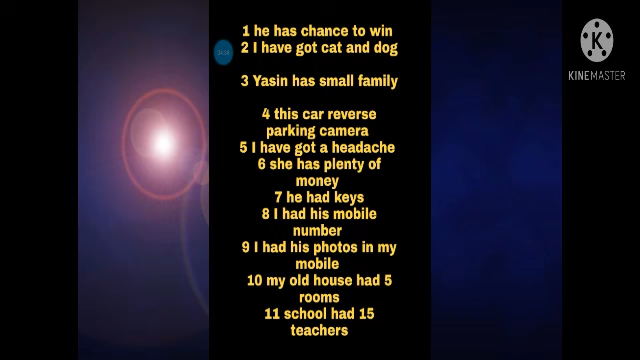 1 he has chance to win
2 I have got cat and dog
3 Yasin has small family
4 this car reverse
parking camera
5 I have got a headache
6 she has plenty of
money
7 he had keys
8 I had his mobile
number
9 I had his photos in my
mobile
10 my old house had 5
rooms
11 school had 15
teachers
K
KINEMASTER